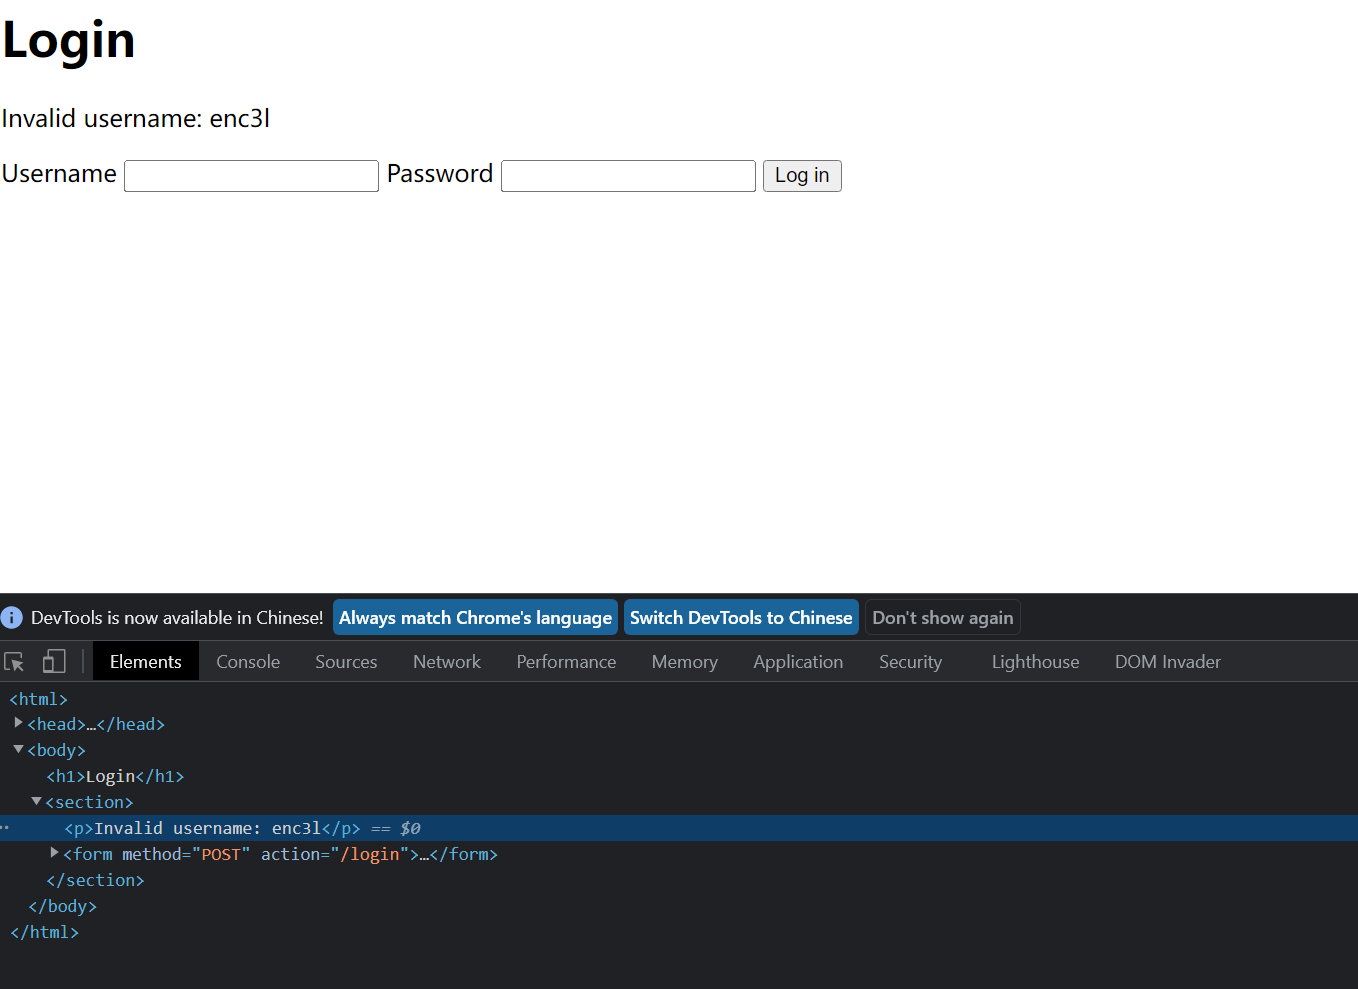 Login
Invalid username: enc3l
Username Password Log in
DevTools is now available in Chinese! Always match Chrome's language Switch DevTools to Chinese Don't show again
Elements Console Sources Network Performance Memory Application Security Lighthouse DOM Invader
<html>
<head>…</head>
<body>
<h1>Login</h1>
<section>
<p>Invalid username: enc3l</p> == $0
<form method="POST" action="/login">…</form>
</section>
</body>
</html>